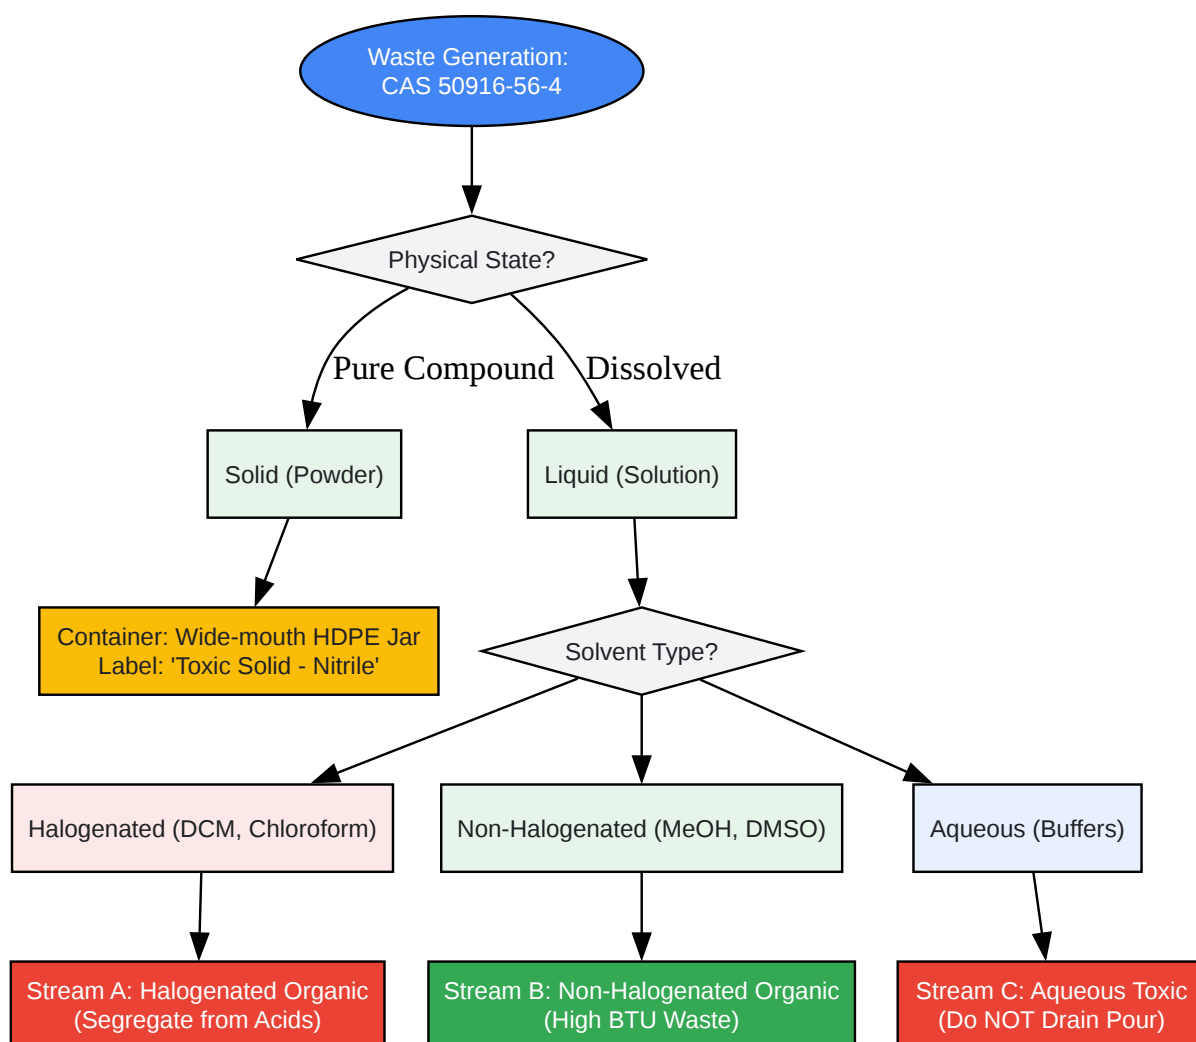 Waste Generation:
CAS 50916-56-4
Physical State?
Pure Compound
Dissolved
Solid (Powder)
Liquid (Solution)
Container: Wide-mouth HDPE Jar
Label: 'Toxic Solid - Nitrile'
Solvent Type?
Halogenated (DCM, Chloroform)
Non-Halogenated (MeOH, DMSO)
Aqueous (Buffers)
Stream A: Halogenated Organic
(Segregate from Acids)
Stream B: Non-Halogenated Organic
(High BTU Waste)
Stream C: Aqueous Toxic
(Do NOT Drain Pour)